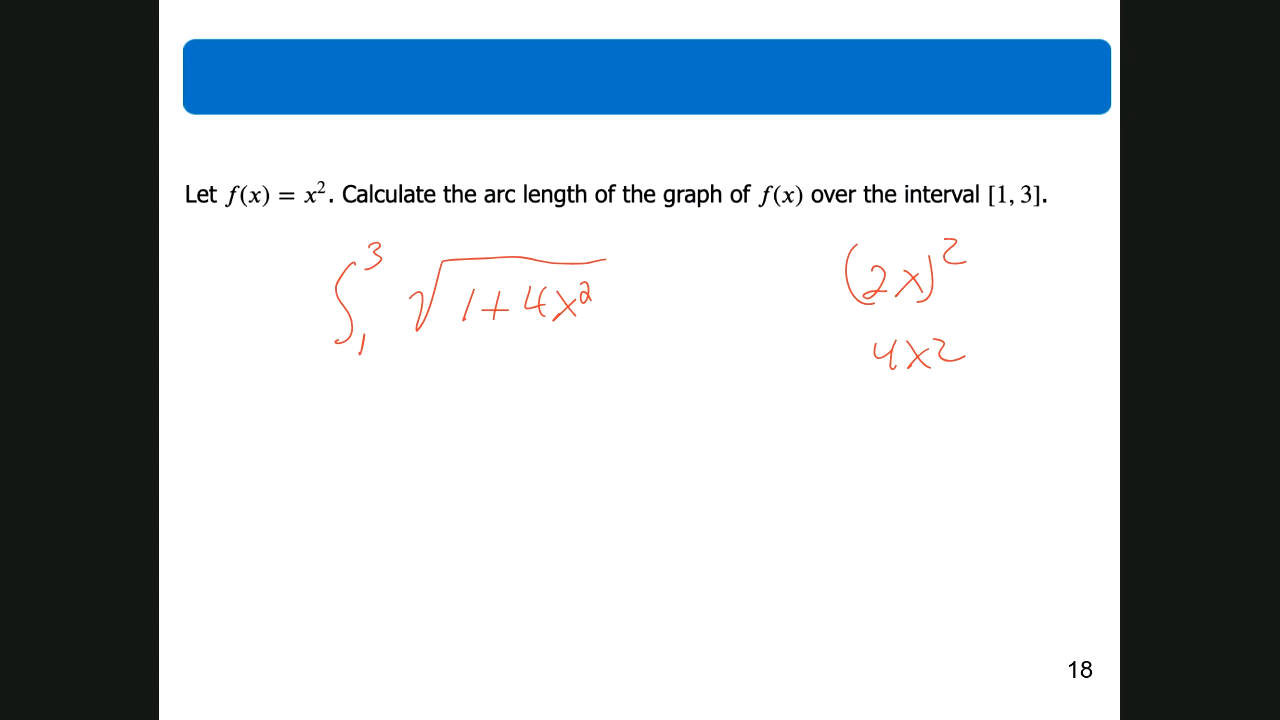 Let f(x) = x². Calculate the arc length of the graph of f(x) over the interval [1, 3].
∫₁³ √(1+4x²)
(2x)²
4x2
18